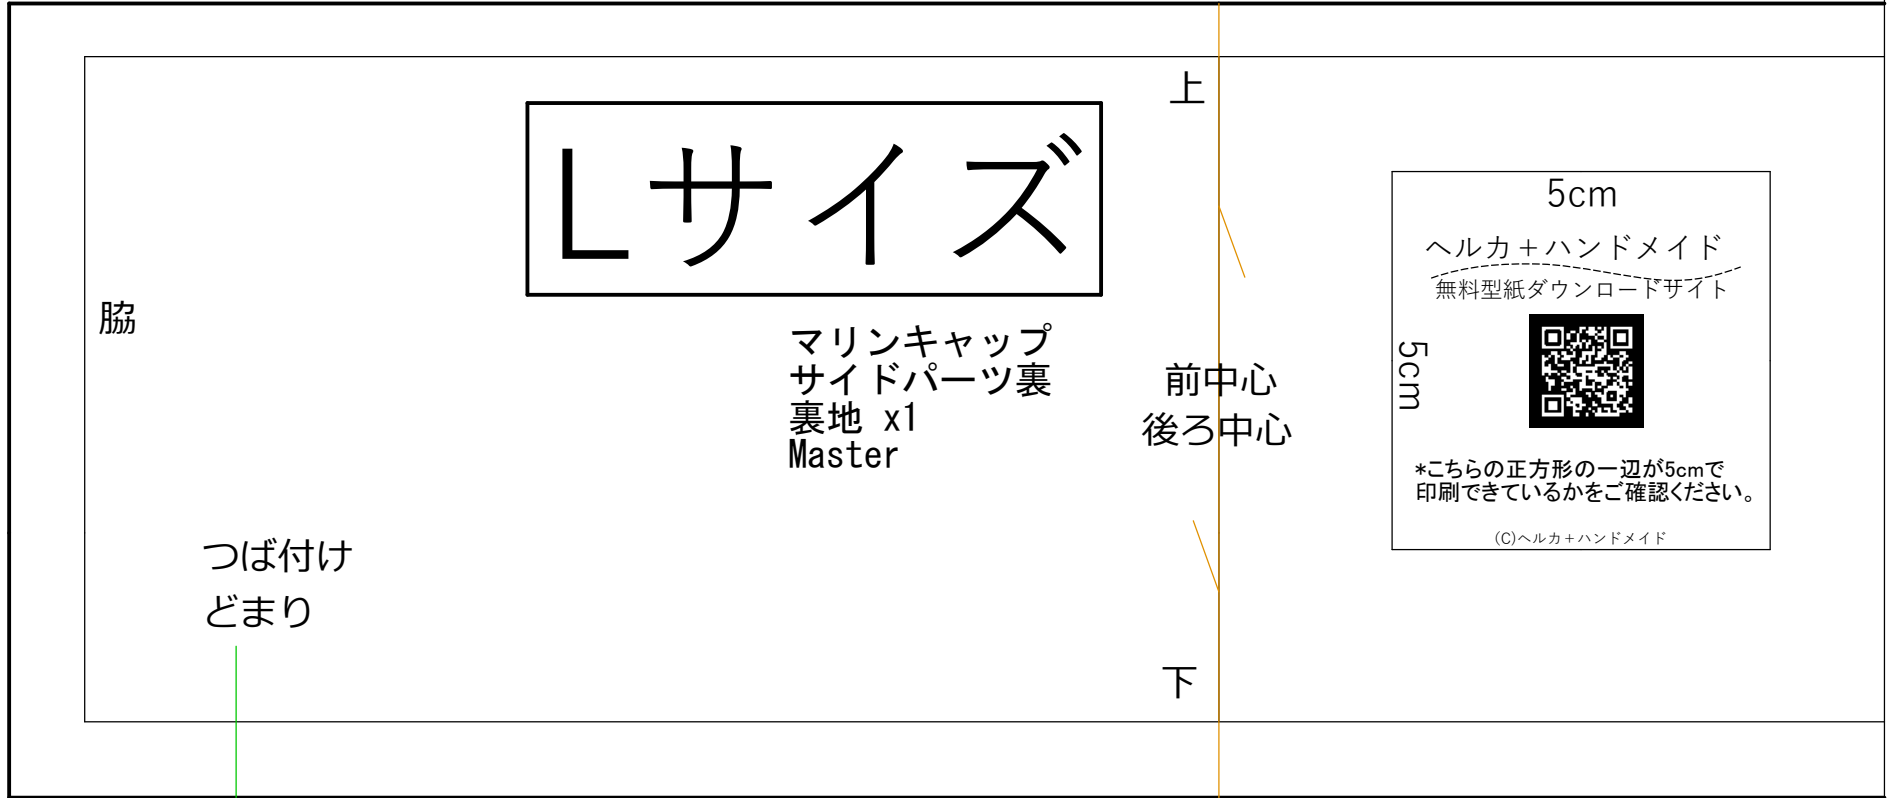 上
Lサイズ
5cm
ヘルカ+ハンドメイド
無料型紙ダウンロードサイト
脇
マリンキャップ
サイドパーツ裏
裏地 x1
Master
前中心
後ろ中心
5cm
*こちらの正方形の一辺が5cmで
印刷できているかをご確認ください。
(C)ヘルカ+ハンドメイド
つば付け
どまり
下